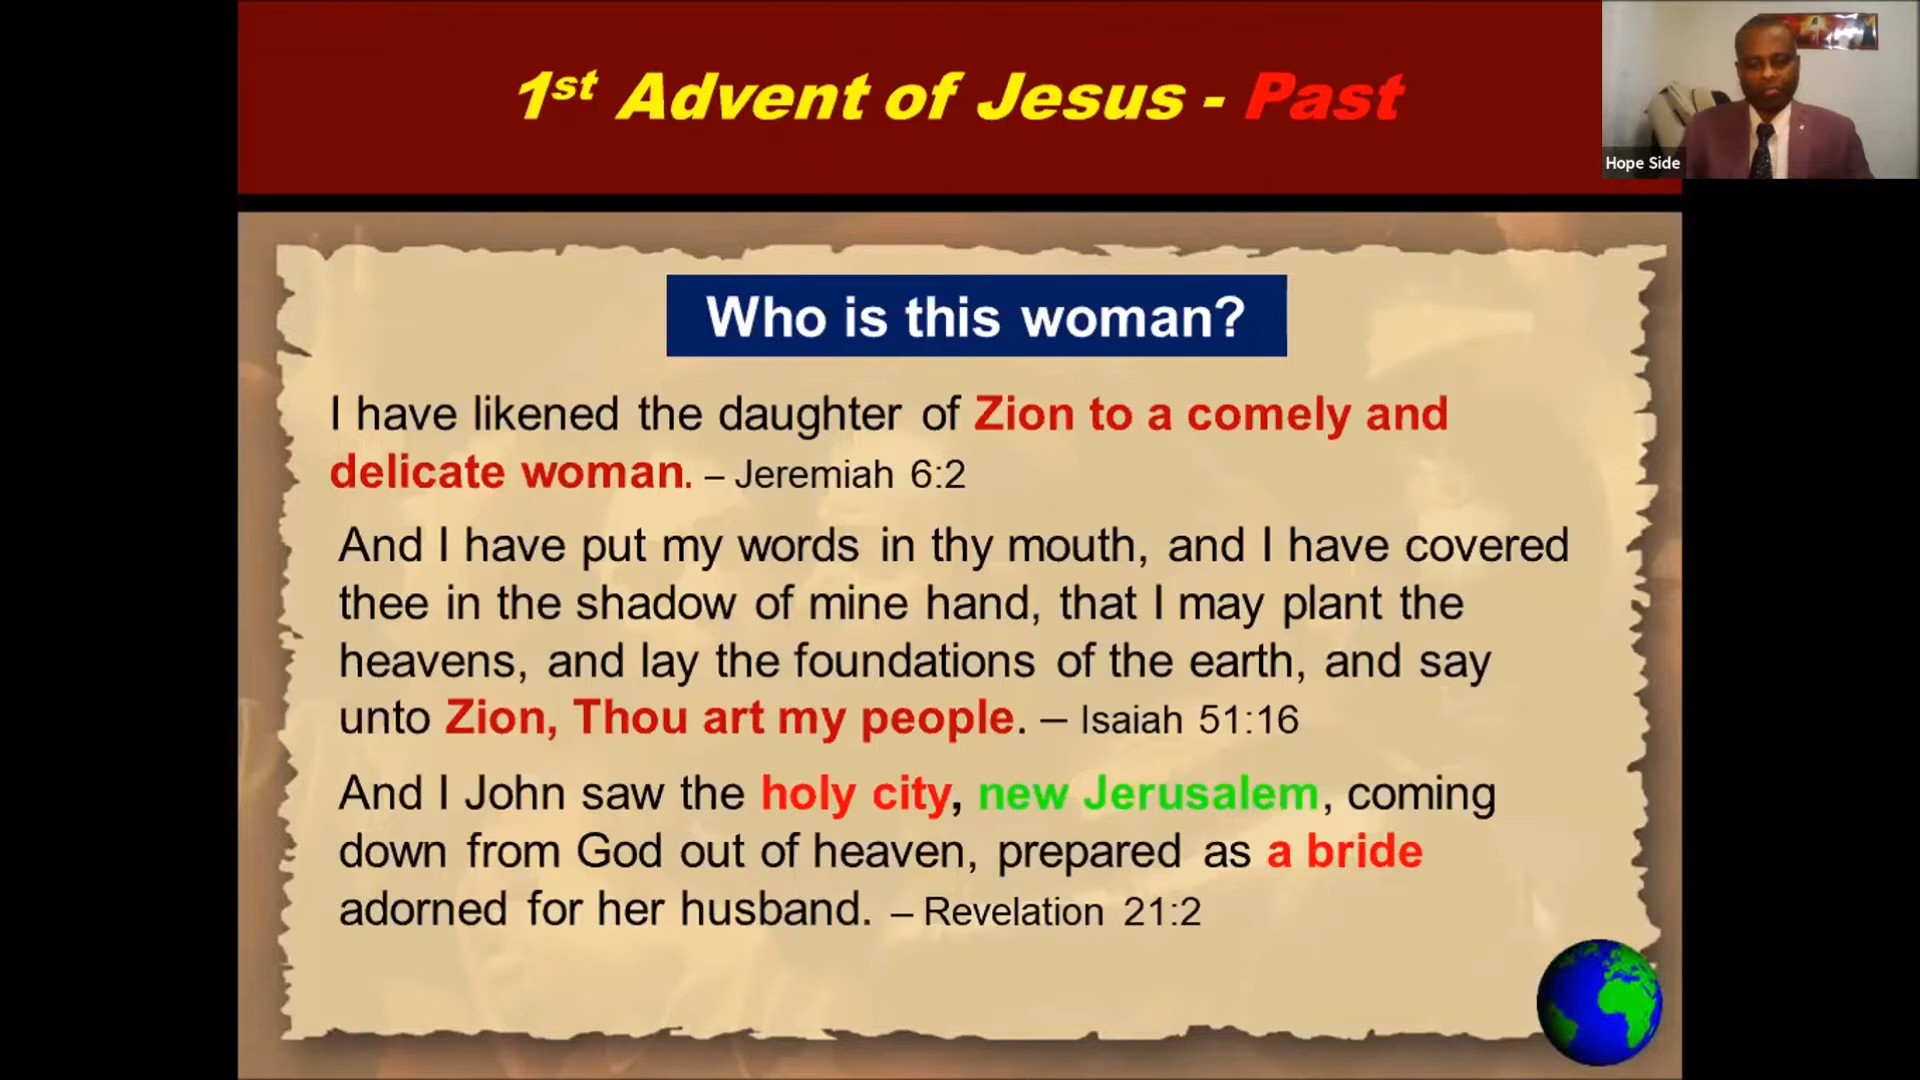 1st Advent of Jesus - Past
Hope Side
Who is this woman?
I have likened the daughter of Zion to a comely and
delicate woman. – Jeremiah 6:2
And I have put my words in thy mouth, and I have covered
thee in the shadow of mine hand, that I may plant the
heavens, and lay the foundations of the earth, and say
unto Zion, Thou art my people. – Isaiah 51:16
And I John saw the holy city, new Jerusalem, coming
down from God out of heaven, prepared as a bride
adorned for her husband. – Revelation 21:2